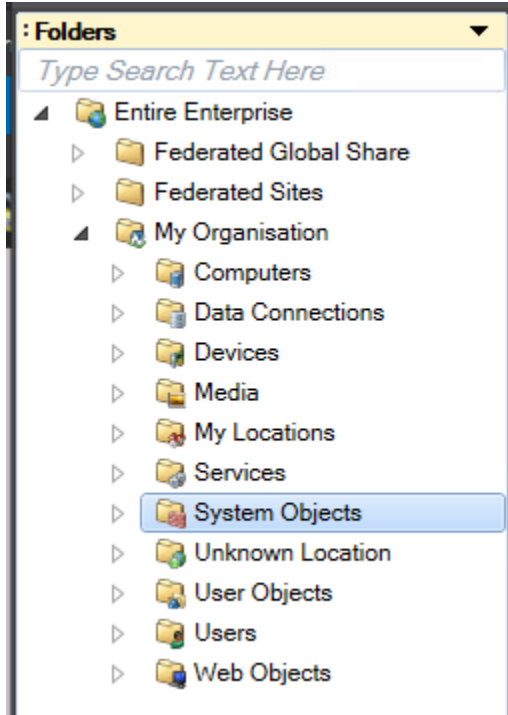 : Folders
Type Search Text Here
Entire Enterprise
Federated Global Share
Federated Sites
My Organisation
Computers
Data Connections
Devices
Media
My Locations
Services
System Objects
Unknown Location
User Objects
Users
Web Objects